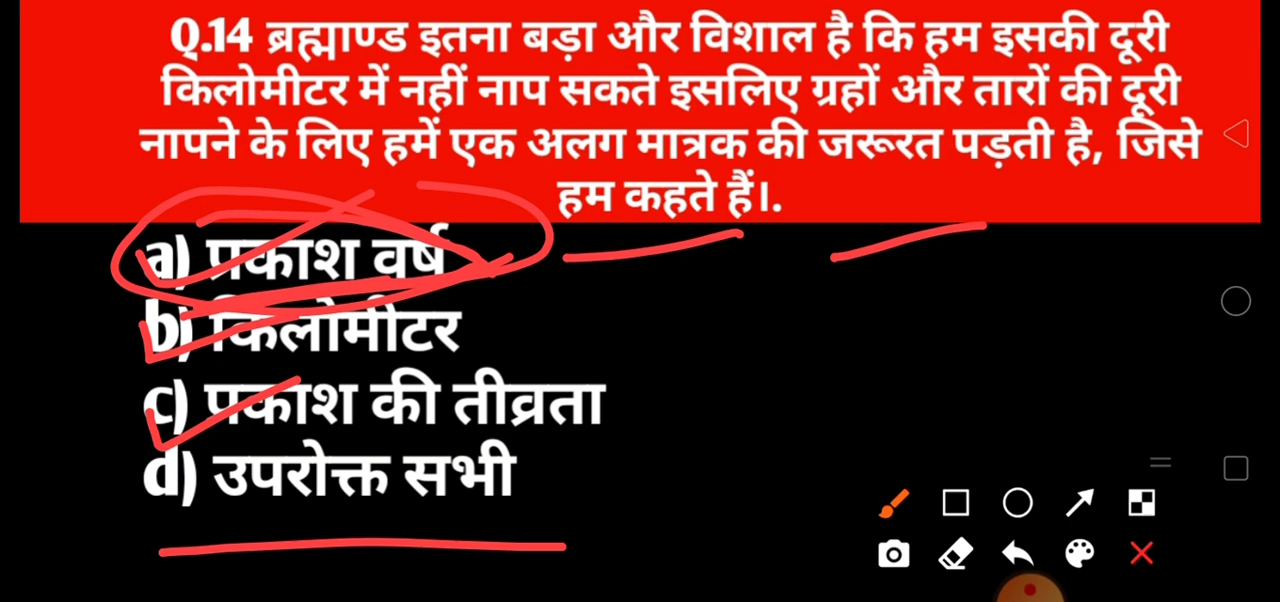 Q.14 ब्रह्माण्ड इतना बड़ा और विशाल है कि हम इसकी दूरी
किलोमीटर में नहीं नाप सकते इसलिए ग्रहों और तारों की दूरी
नापने के लिए हमें एक अलग मात्रक की जरूरत पड़ती है, जिसे
हम कहते हैं।.
a) प्रकाश वर्ष
b) किलोमीटर
c) प्रकाश की तीव्रता
d) उपरोक्त सभी